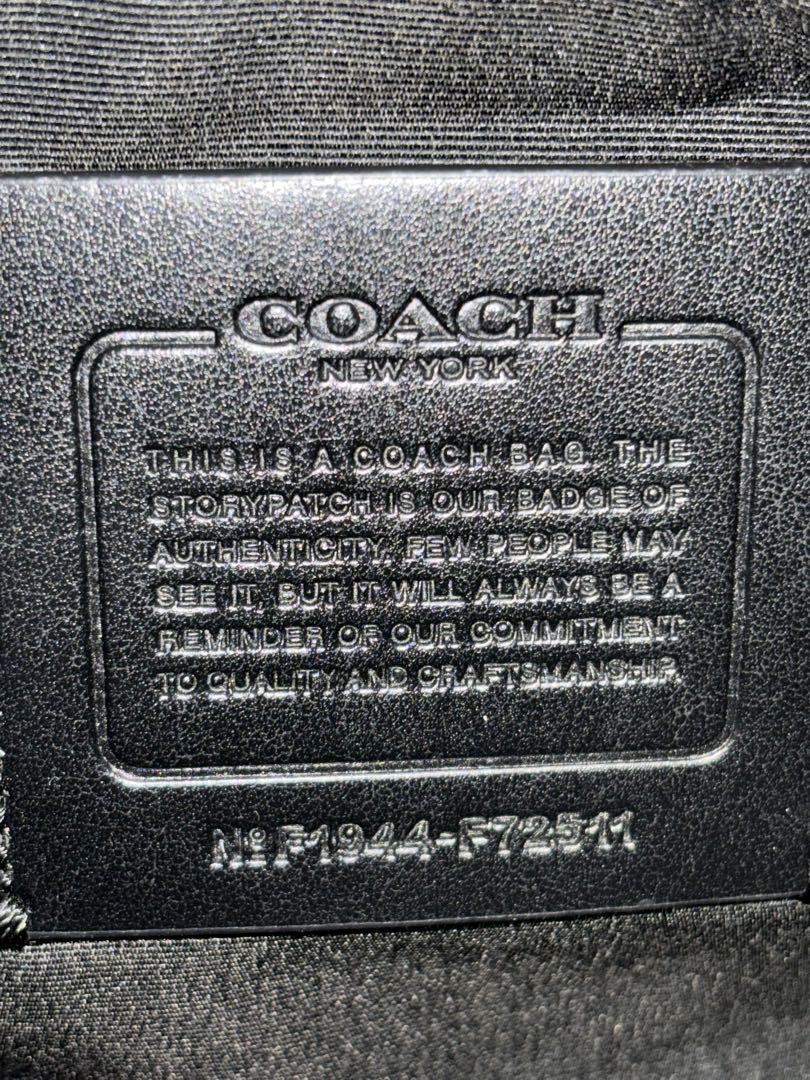 COACH
NEW YORK
THIS IS A COACH BAG. THE
STORYPATCH IS OUR BADGE OF
AUTHENTICITY. FEW PEOPLE MAY
SEE IT, BUT IT WILL ALWAYS BE A
REMINDER OF OUR COMMITMENT
TO QUALITY AND CRAFTSMANSHIP.
Nº F1944-F72511